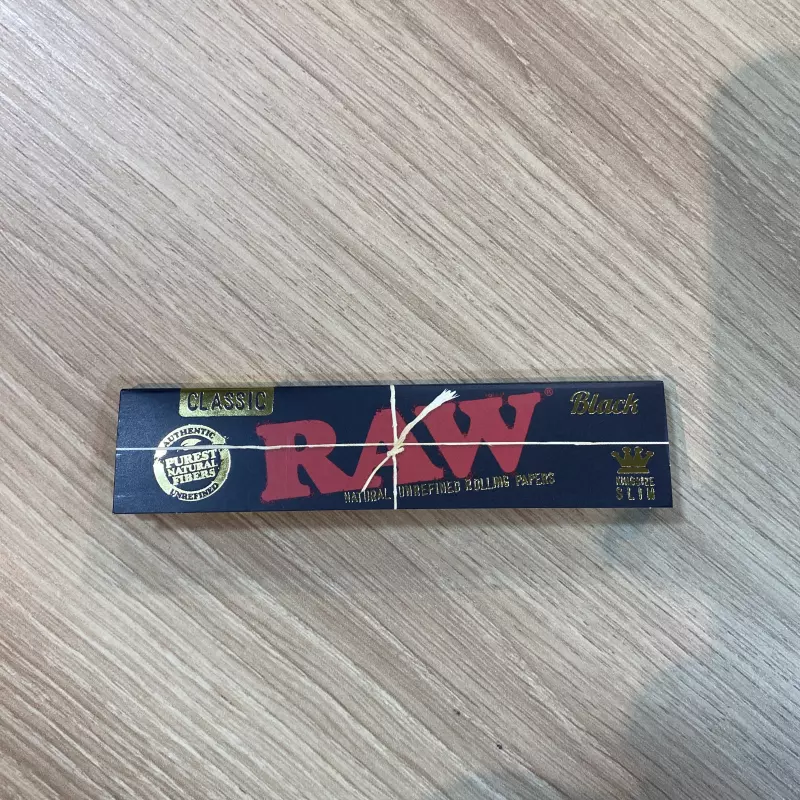 CLASSIC
AUTHENTIC
PUREST
NATURAL
FIBERS
UNREFINED
RAW®
NATURAL UNREFINED ROLLING PAPERS
Black
KINGSIZE
SLIM